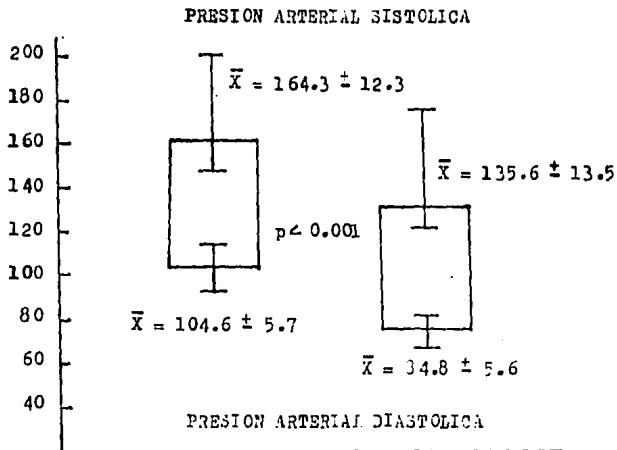 PRESION ARTERIAL SISTOLICA
200
180
160
140
120
100
80
60
40
X̅ = 164.3 ± 12.3
X̅ = 135.6 ± 13.5
p < 0.001
X̅ = 104.6 ± 5.7
X̅ = 34.8 ± 5.6
PRESION ARTERIAL DIASTOLICA